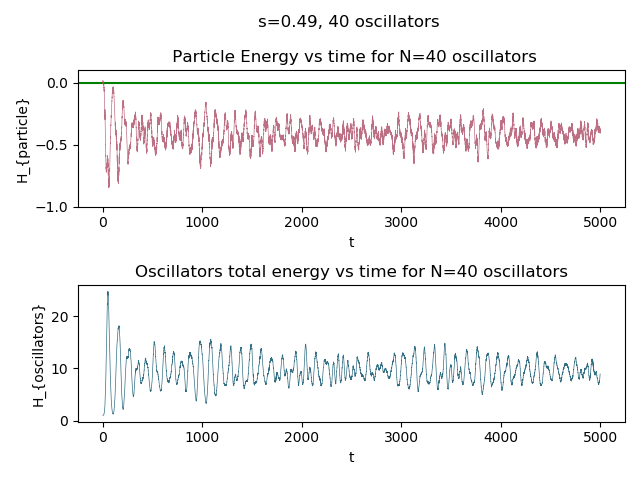 s=0.49, 40 oscillators
Particle Energy vs time for N=40 oscillators
H_{particle}
0.0
−0.5
−1.0
0 1000 2000 3000 4000 5000
t
Oscillators total energy vs time for N=40 oscillators
H_{oscillators}
20
10
0
0 1000 2000 3000 4000 5000
t